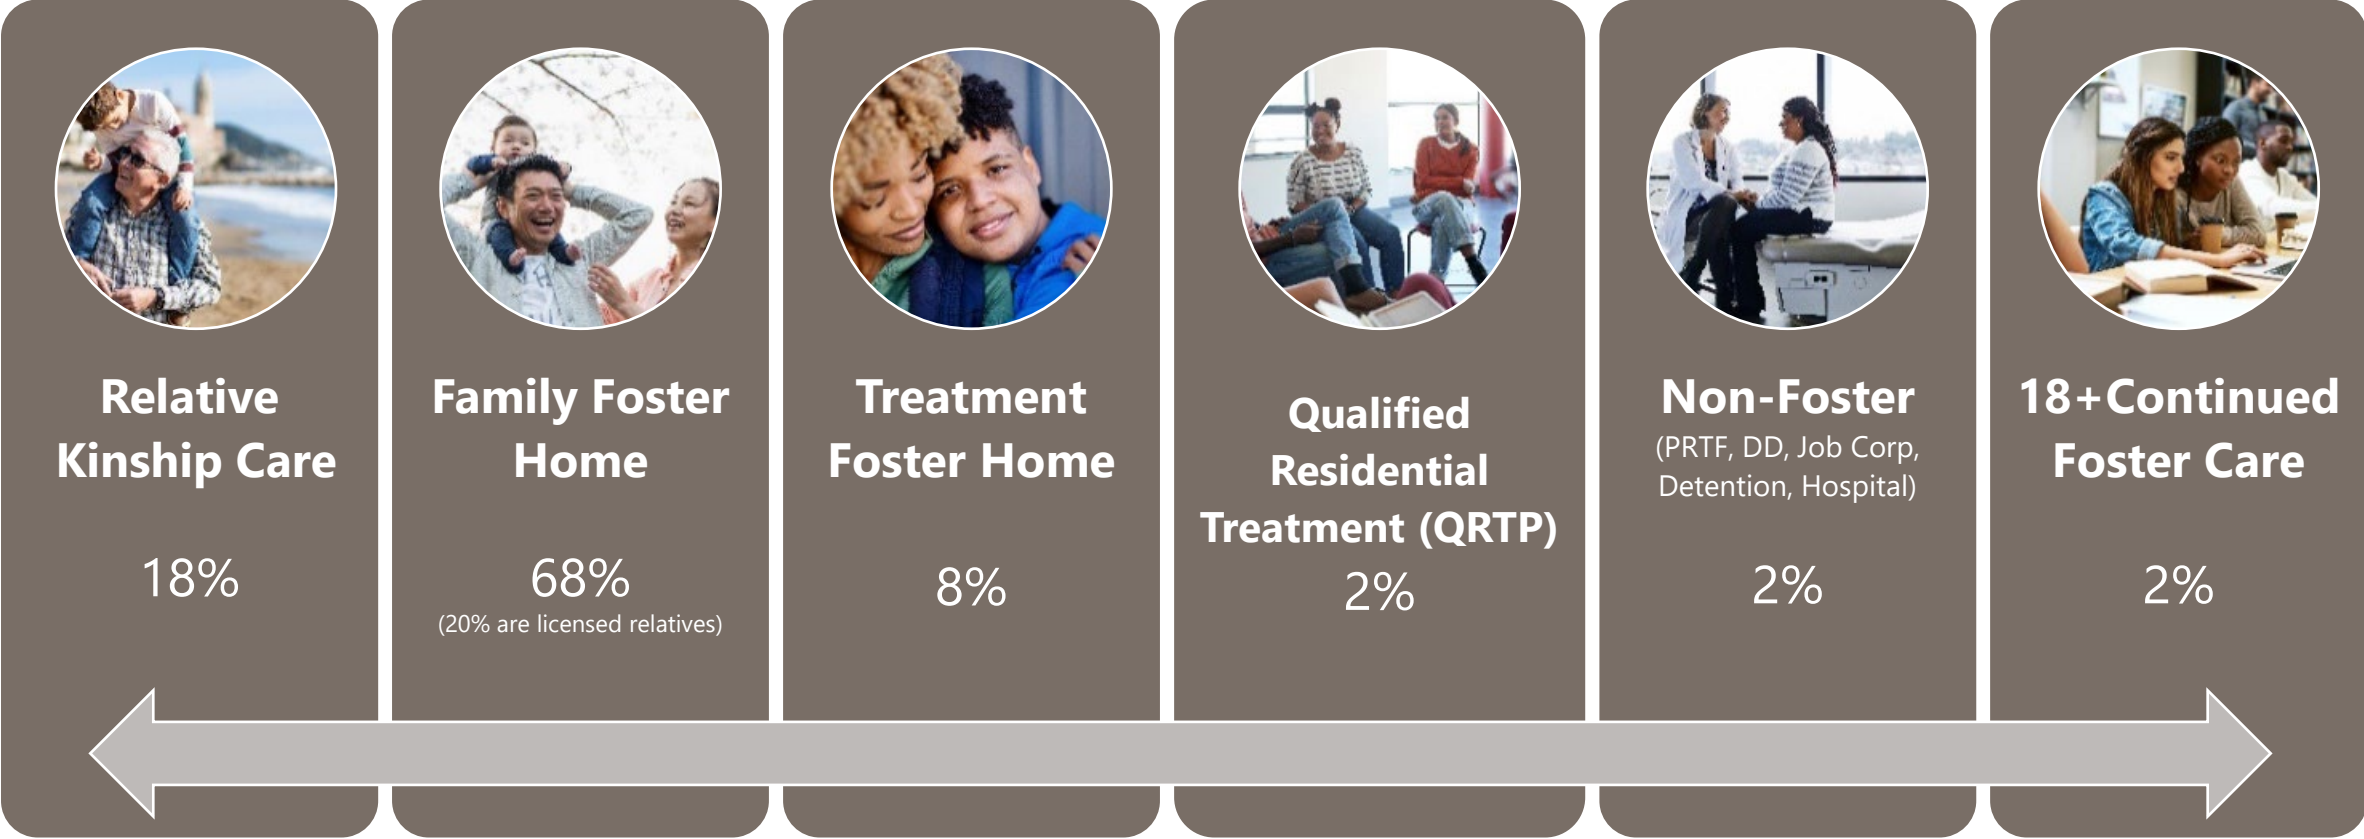 Relative
Kinship Care
18%
Family Foster
Home
68%
(20% are licensed relatives)
Treatment
Foster Home
8%
Qualified
Residential
Treatment (QRTP)
2%
Non-Foster
(PRTF, DD, Job Corp,
Detention, Hospital)
2%
18+Continued
Foster Care
2%